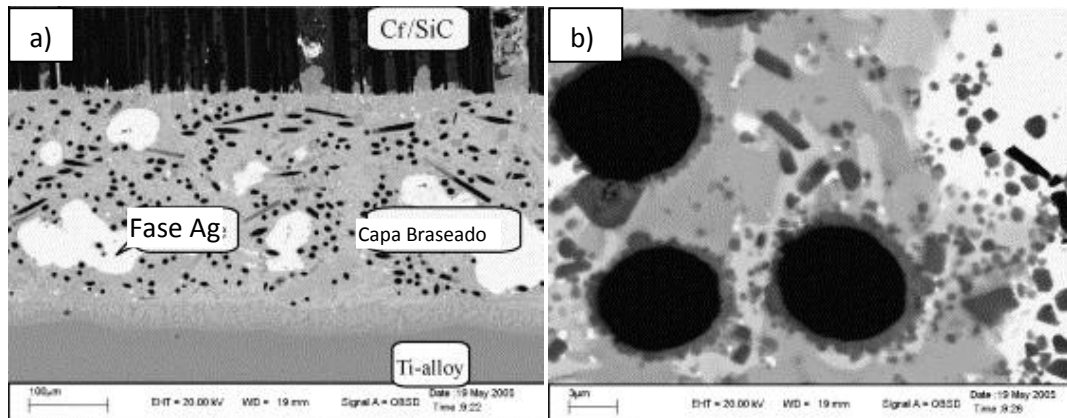 a)
Cf/SiC
Fase Ag
Capa Braseado
Ti-alloy
100µm
EHT = 20.00 kV
WD = 19 mm
Signal A = OBSD
Date :19 May 2005
Time :9:22
b)
3µm
EHT = 20.00 kV
WD = 19 mm
Signal A = OBSD
Date :19 May 2005
Time :9:26